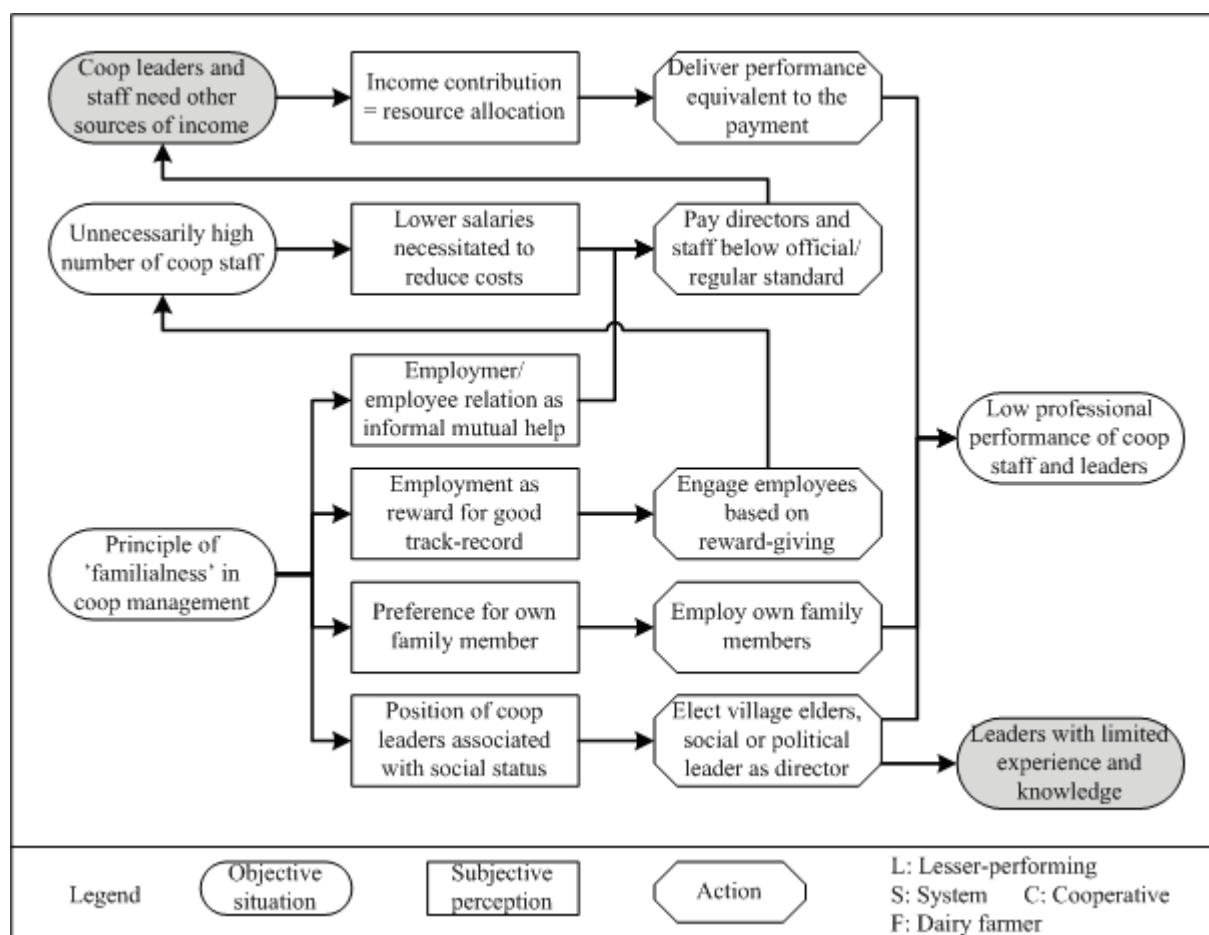 Coop leaders and
staff need other
sources of income
Income contribution
= resource allocation
Deliver performance
equivalent to the
payment
Unnecessarily high
number of coop staff
Lower salaries
necessitated to
reduce costs
Pay directors and
staff below official/
regular standard
Employmer/
employee relation as
informal mutual help
Low professional
performance of coop
staff and leaders
Employment as
reward for good
track-record
Engage employees
based on
reward-giving
Principle of
'familialness' in
coop management
Preference for own
family member
Employ own family
members
Position of coop
leaders associated
with social status
Elect village elders,
social or political
leader as director
Leaders with limited
experience and
knowledge
Legend
Objective
situation
Subjective
perception
Action
L: Lesser-performing
S: System C: Cooperative
F: Dairy farmer